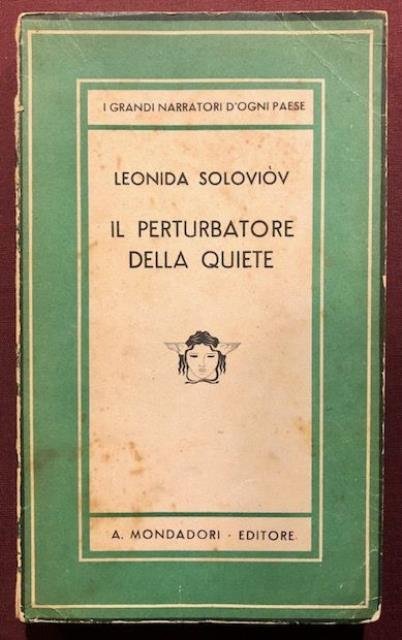 I GRANDI NARRATORI D'OGNI PAESE
LEONIDA SOLOVIÒV
IL PERTURBATORE
DELLA QUIETE
A. MONDADORI · EDITORE